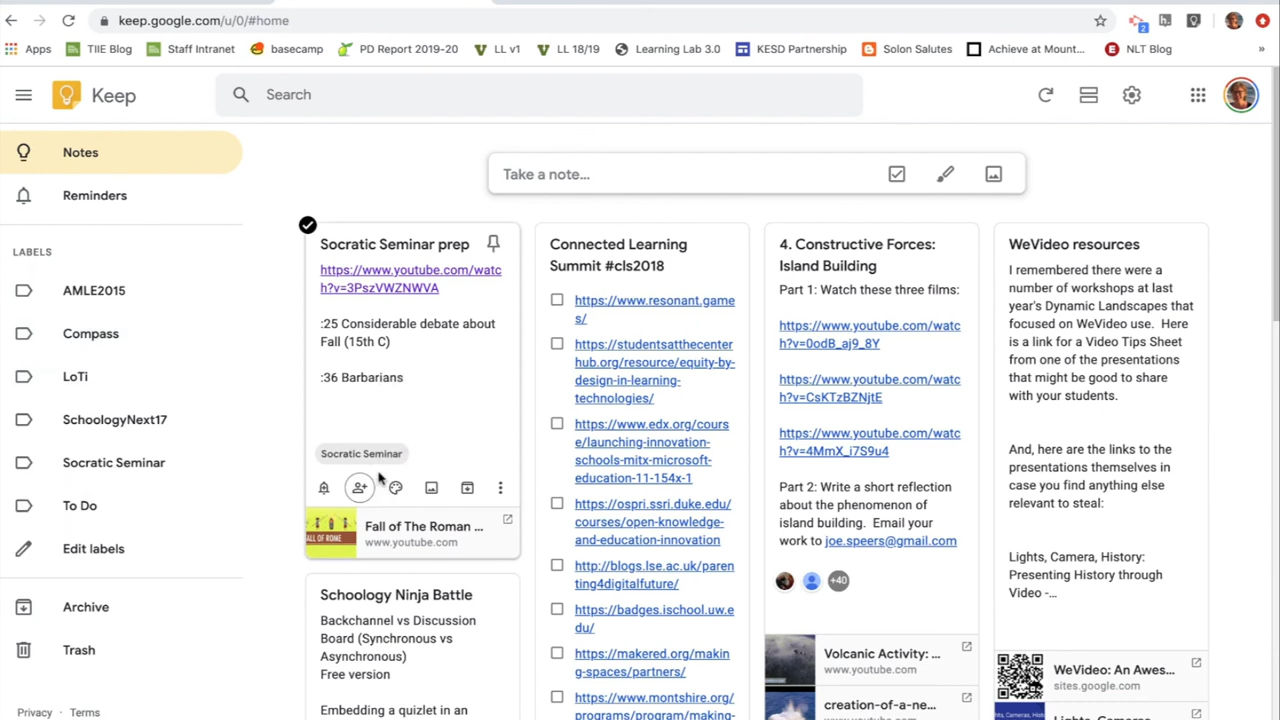 keep.google.com/u/0/#home
Apps
TIIE Blog
Staff Intranet
basecamp
PD Report 2019-20
LL v1
LL 18/19
Learning Lab 3.0
KESD Partnership
Solon Salutes
Achieve at Mount...
NLT Blog
»
2
Keep
Search
Notes
Reminders
LABELS
AMLE2015
Compass
LoTi
SchoologyNext17
Socratic Seminar
To Do
Edit labels
Archive
Trash
Privacy · Terms
Take a note...
Socratic Seminar prep
https://www.youtube.com/watc
h?v=3PszVWZNWVA
:25 Considerable debate about
Fall (15th C)
:36 Barbarians
Socratic Seminar
Fall of The Roman ...
www.youtube.com
Schoology Ninja Battle
Backchannel vs Discussion
Board (Synchronous vs
Asynchronous)
Free version
Embedding a quizlet in an
Connected Learning
Summit #cls2018
https://www.resonant.game
s/
https://studentsatthecenter
hub.org/resource/equity-by-
design-in-learning-
technologies/
https://www.edx.org/cours
e/launching-innovation-
schools-mitx-microsoft-
education-11-154x-1
https://ospri.ssri.duke.edu/
courses/open-knowledge-
and-education-innovation
http://blogs.lse.ac.uk/paren
ting4digitalfuture/
https://badges.ischool.uw.e
du/
https://makered.org/makin
g-spaces/partners/
https://www.montshire.org/
programs/program/making-
4. Constructive Forces:
Island Building
Part 1: Watch these three films:
https://www.youtube.com/watc
h?v=0odB_aj9_8Y
https://www.youtube.com/watc
h?v=CsKTzBZNjtE
https://www.youtube.com/watc
h?v=4MmX_i7S9u4
Part 2: Write a short reflection
about the phenomenon of
island building.  Email your
work to joe.speers@gmail.com
+40
Volcanic Activity: ...
www.youtube.com
creation-of-a-ne...
www.youtube.com
WeVideo resources
I remembered there were a
number of workshops at last
year's Dynamic Landscapes that
focused on WeVideo use.  Here
is a link for a Video Tips Sheet
from one of the presentations
that might be good to share
with your students.
And, here are the links to the
presentations themselves in
case you find anything else
relevant to steal:
Lights, Camera, History:
Presenting History through
Video -...
WeVideo: An Awes...
sites.google.com
Lights, Camera...